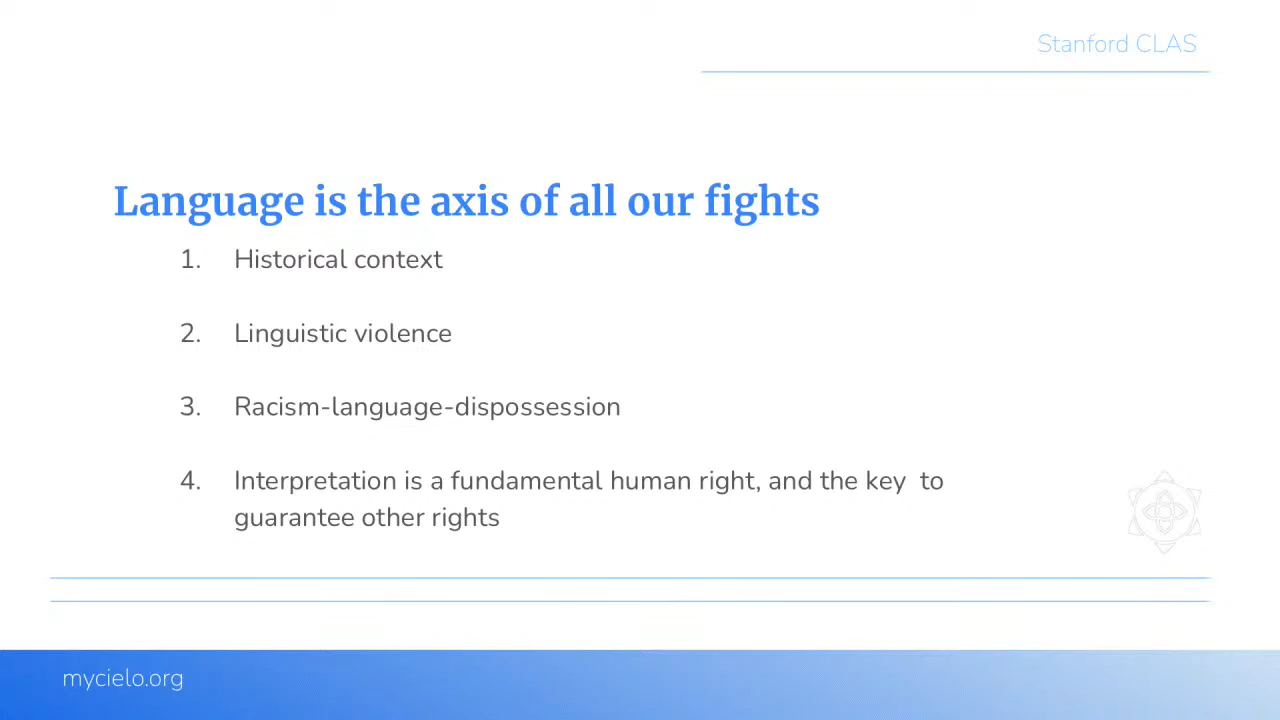 Stanford CLAS
Language is the axis of all our fights
1. Historical context
2. Linguistic violence
3. Racism-language-dispossession
4. Interpretation is a fundamental human right, and the key  to
guarantee other rights
mycielo.org